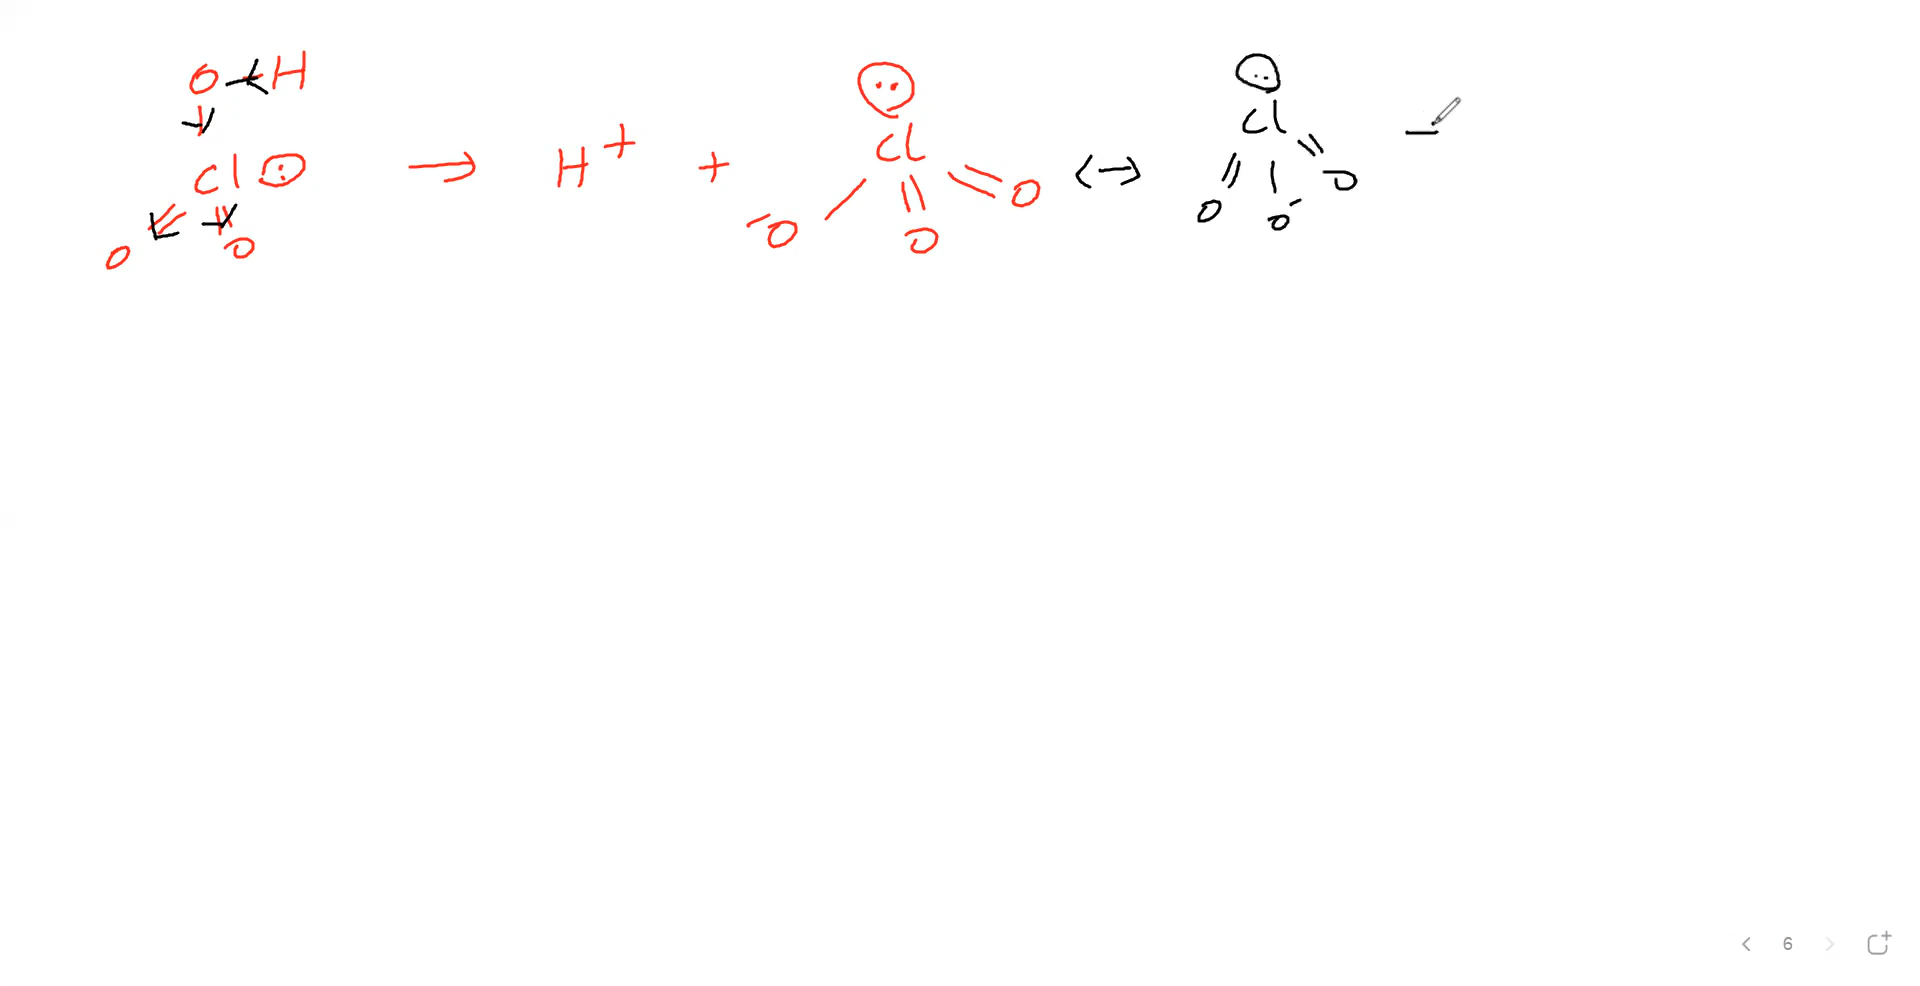 O - H
Cl :
O O
→ H+ + Cl
-O O O
↔ Cl
O O- O
6